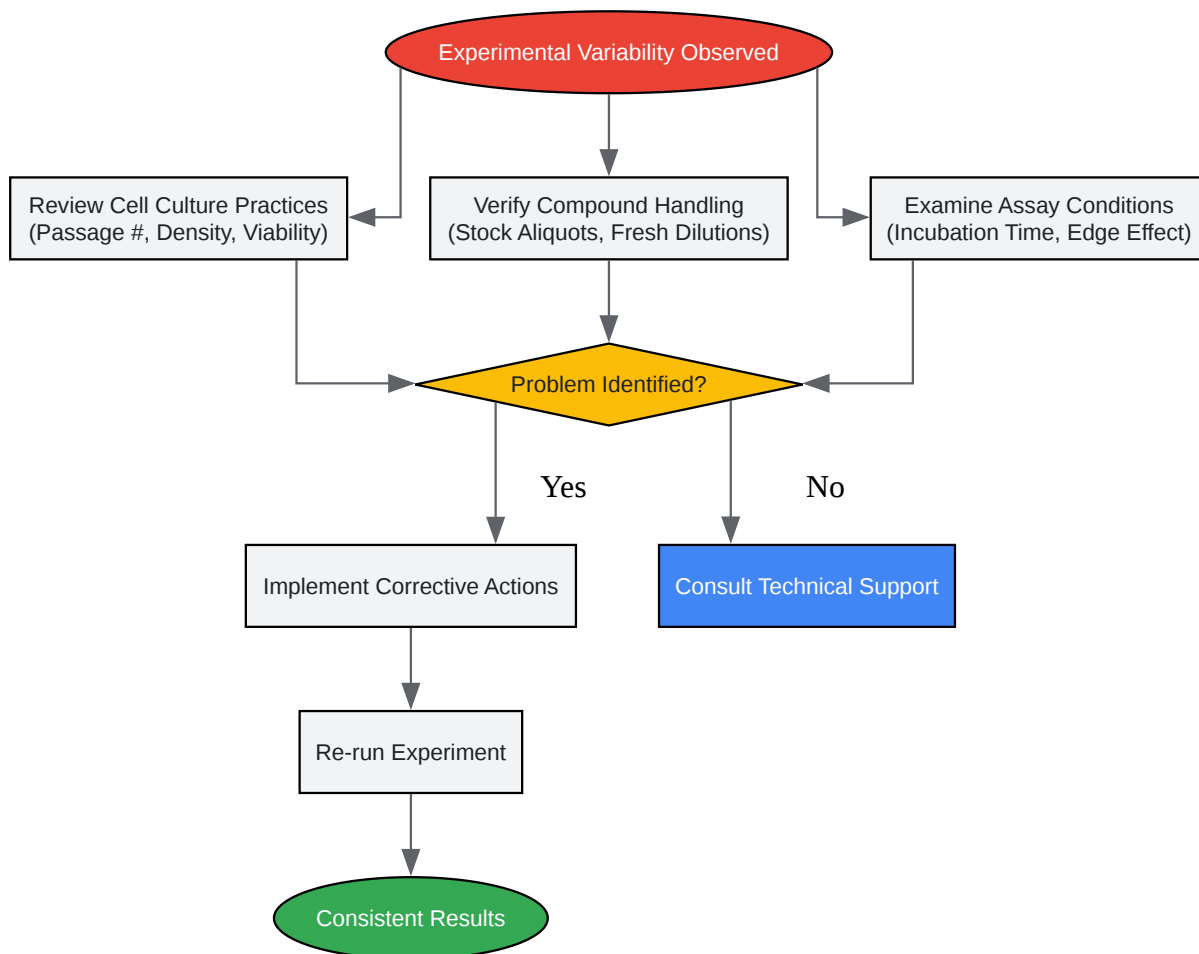 Experimental Variability Observed
Review Cell Culture Practices
(Passage #, Density, Viability)
Verify Compound Handling
(Stock Aliquots, Fresh Dilutions)
Examine Assay Conditions
(Incubation Time, Edge Effect)
Problem Identified?
Yes
No
Implement Corrective Actions
Consult Technical Support
Re-run Experiment
Consistent Results